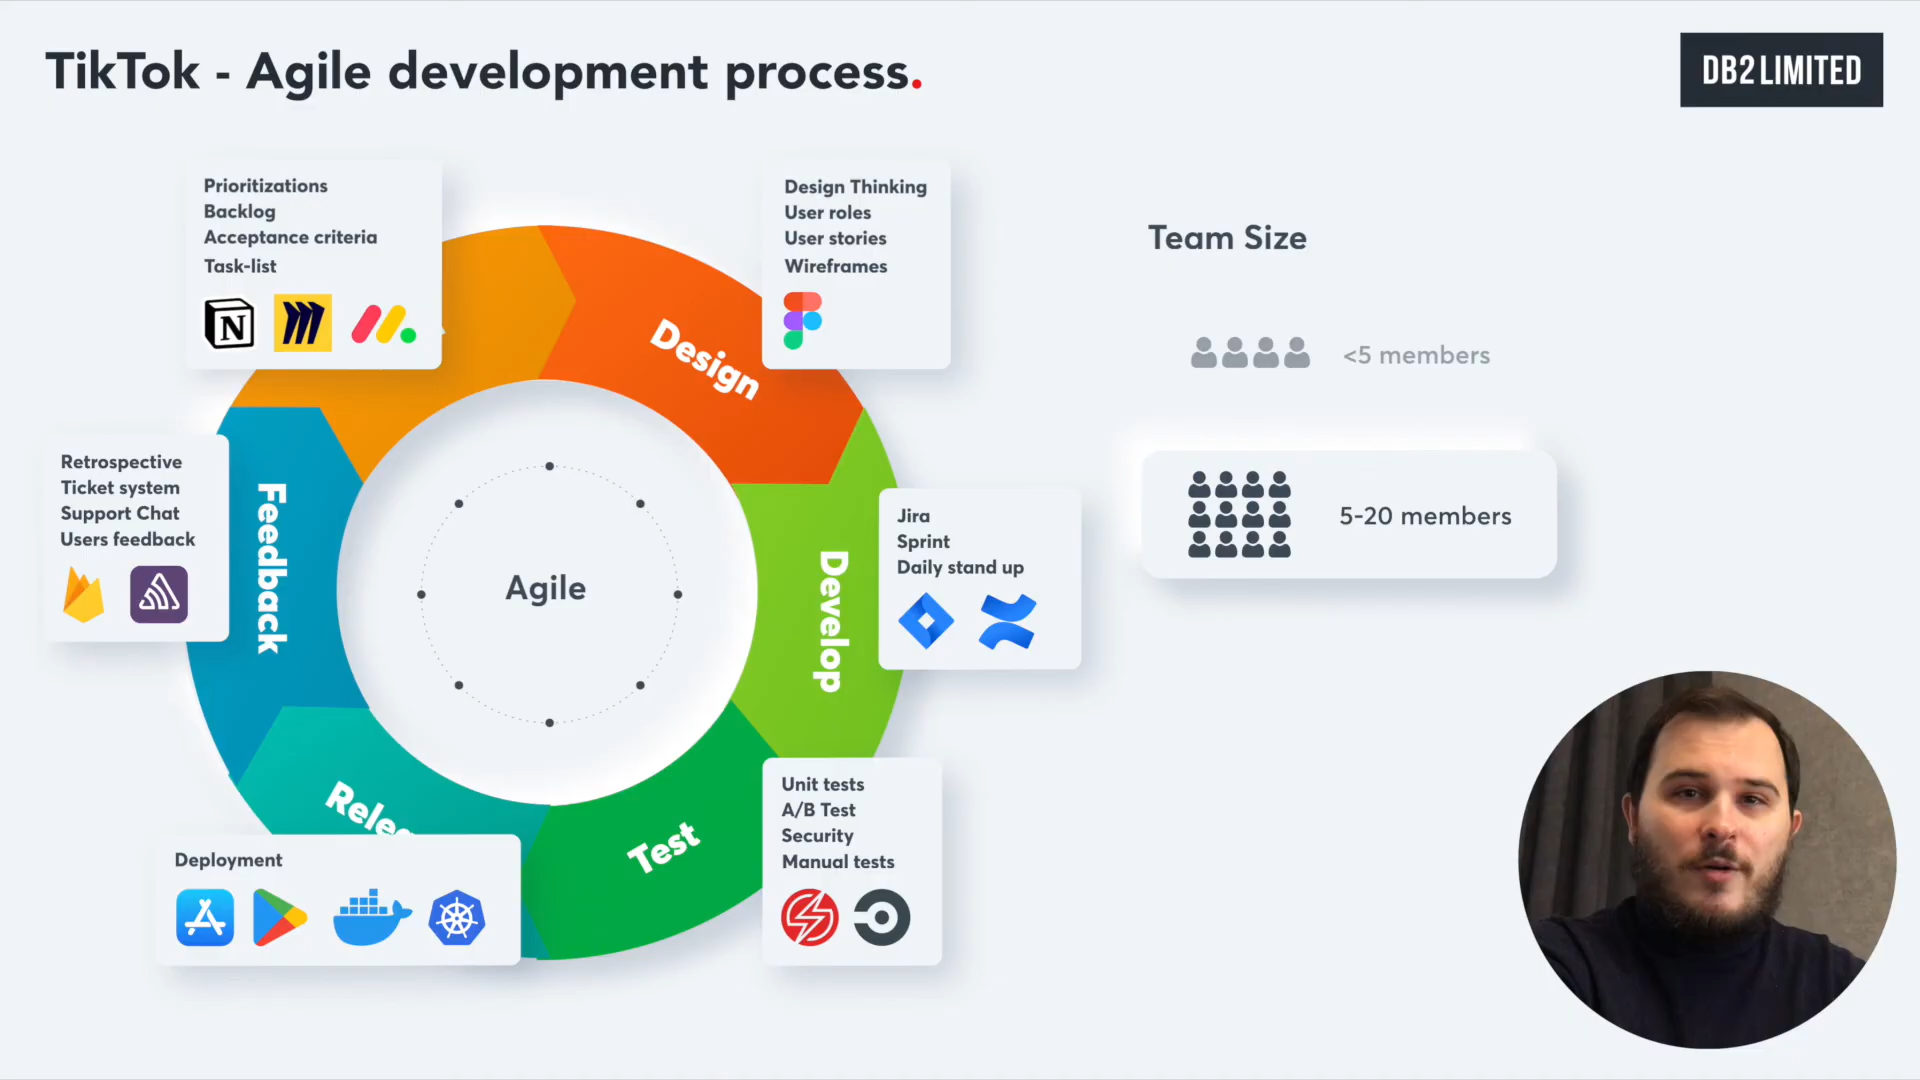 TikTok - Agile development process.
DB2 LIMITED
Prioritizations
Backlog
Acceptance criteria
Task-list
N
Design Thinking
User roles
User stories
Wireframes
Team Size
<5 members
5-20 members
Design
Retrospective
Ticket system
Support Chat
Users feedback
Feedback
Agile
Develop
Jira
Sprint
Daily stand up
Test
Unit tests
A/B Test
Security
Manual tests
Deployment